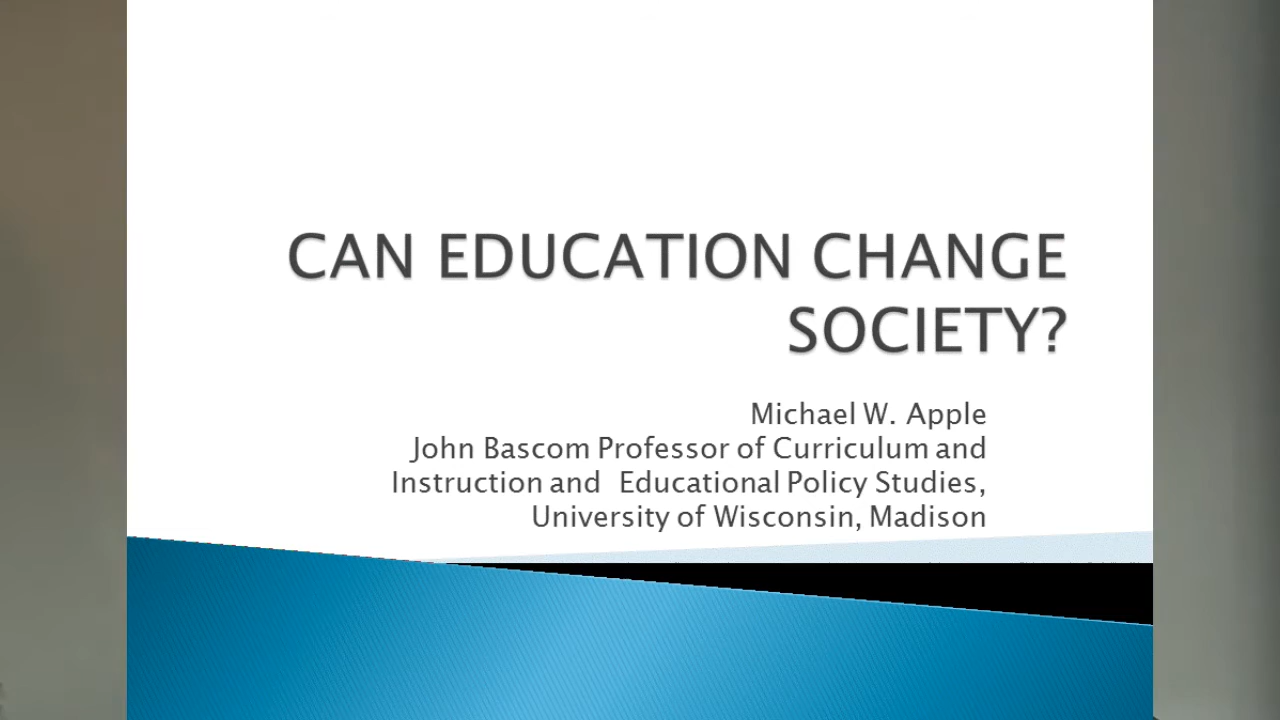 CAN EDUCATION CHANGE
SOCIETY?
Michael W. Apple
John Bascom Professor of Curriculum and
Instruction and  Educational Policy Studies,
University of Wisconsin, Madison